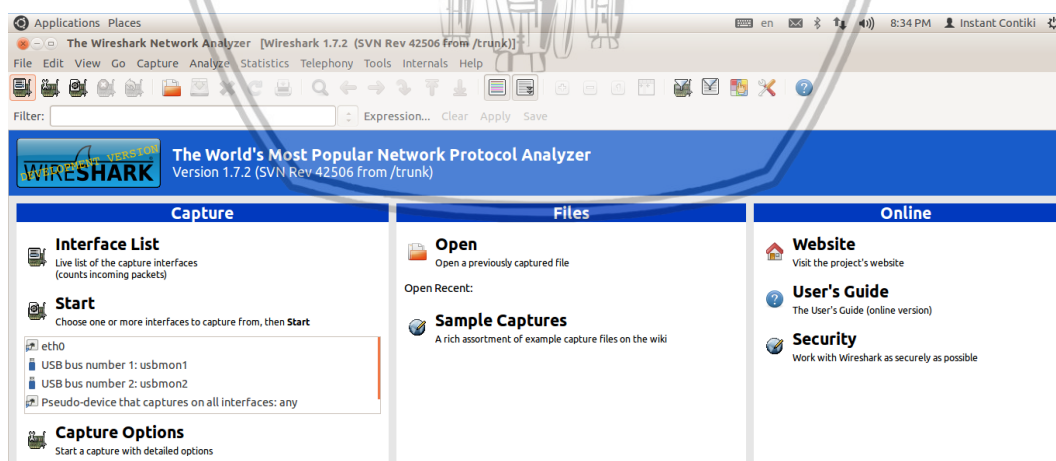 Applications Places en 8:34 PM Instant Contiki
The Wireshark Network Analyzer [Wireshark 1.7.2 (SVN Rev 42506 from /trunk)]
File Edit View Go Capture Analyze Statistics Telephony Tools Internals Help
Filter: Expression... Clear Apply Save
DEVELOPMENT VERSION
WIRESHARK
The World's Most Popular Network Protocol Analyzer
Version 1.7.2 (SVN Rev 42506 from /trunk)
Capture
Interface List
Live list of the capture interfaces
(counts incoming packets)
Start
Choose one or more interfaces to capture from, then Start
eth0
USB bus number 1: usbmon1
USB bus number 2: usbmon2
Pseudo-device that captures on all interfaces: any
Capture Options
Start a capture with detailed options
Files
Open
Open a previously captured file
Open Recent:
Sample Captures
A rich assortment of example capture files on the wiki
Online
Website
Visit the project's website
User's Guide
The User's Guide (online version)
Security
Work with Wireshark as securely as possible